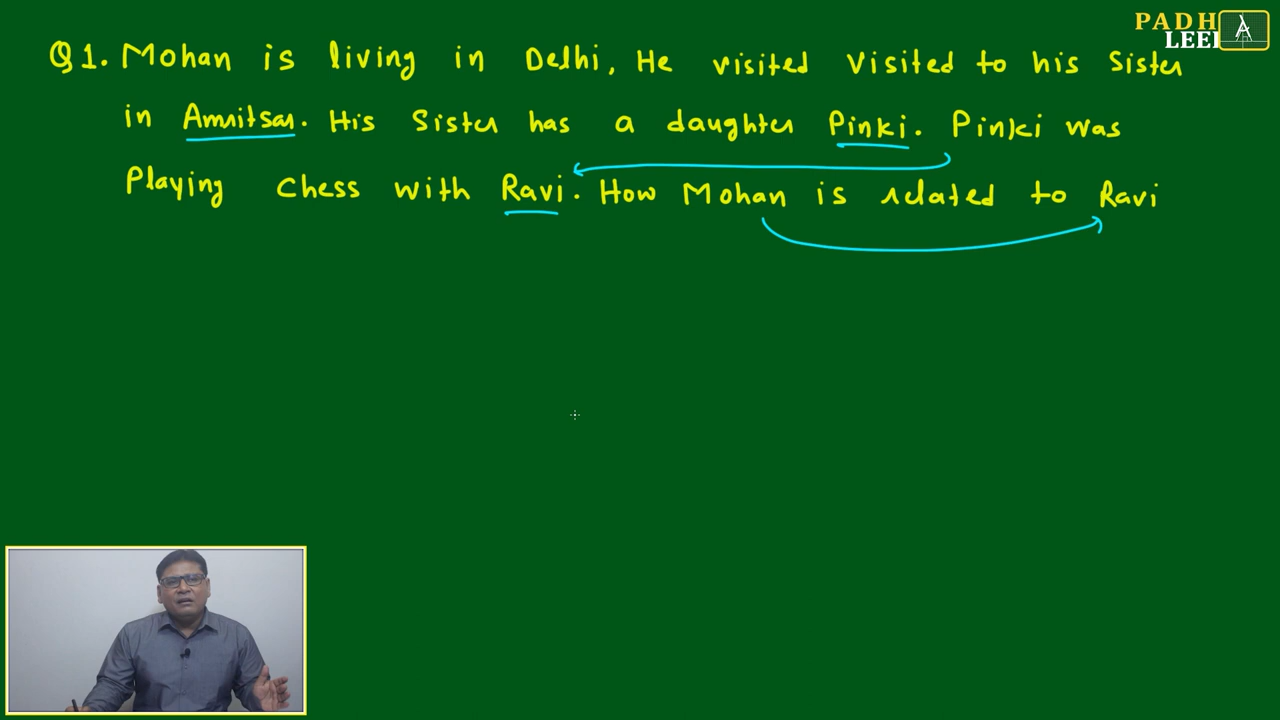 PADH
LEEI
Q1. Mohan is living in Delhi, He visited visited to his Sister
in Amritsar. His Sister has a daughter Pinki. Pinki was
Playing Chess with Ravi. How Mohan is related to Ravi